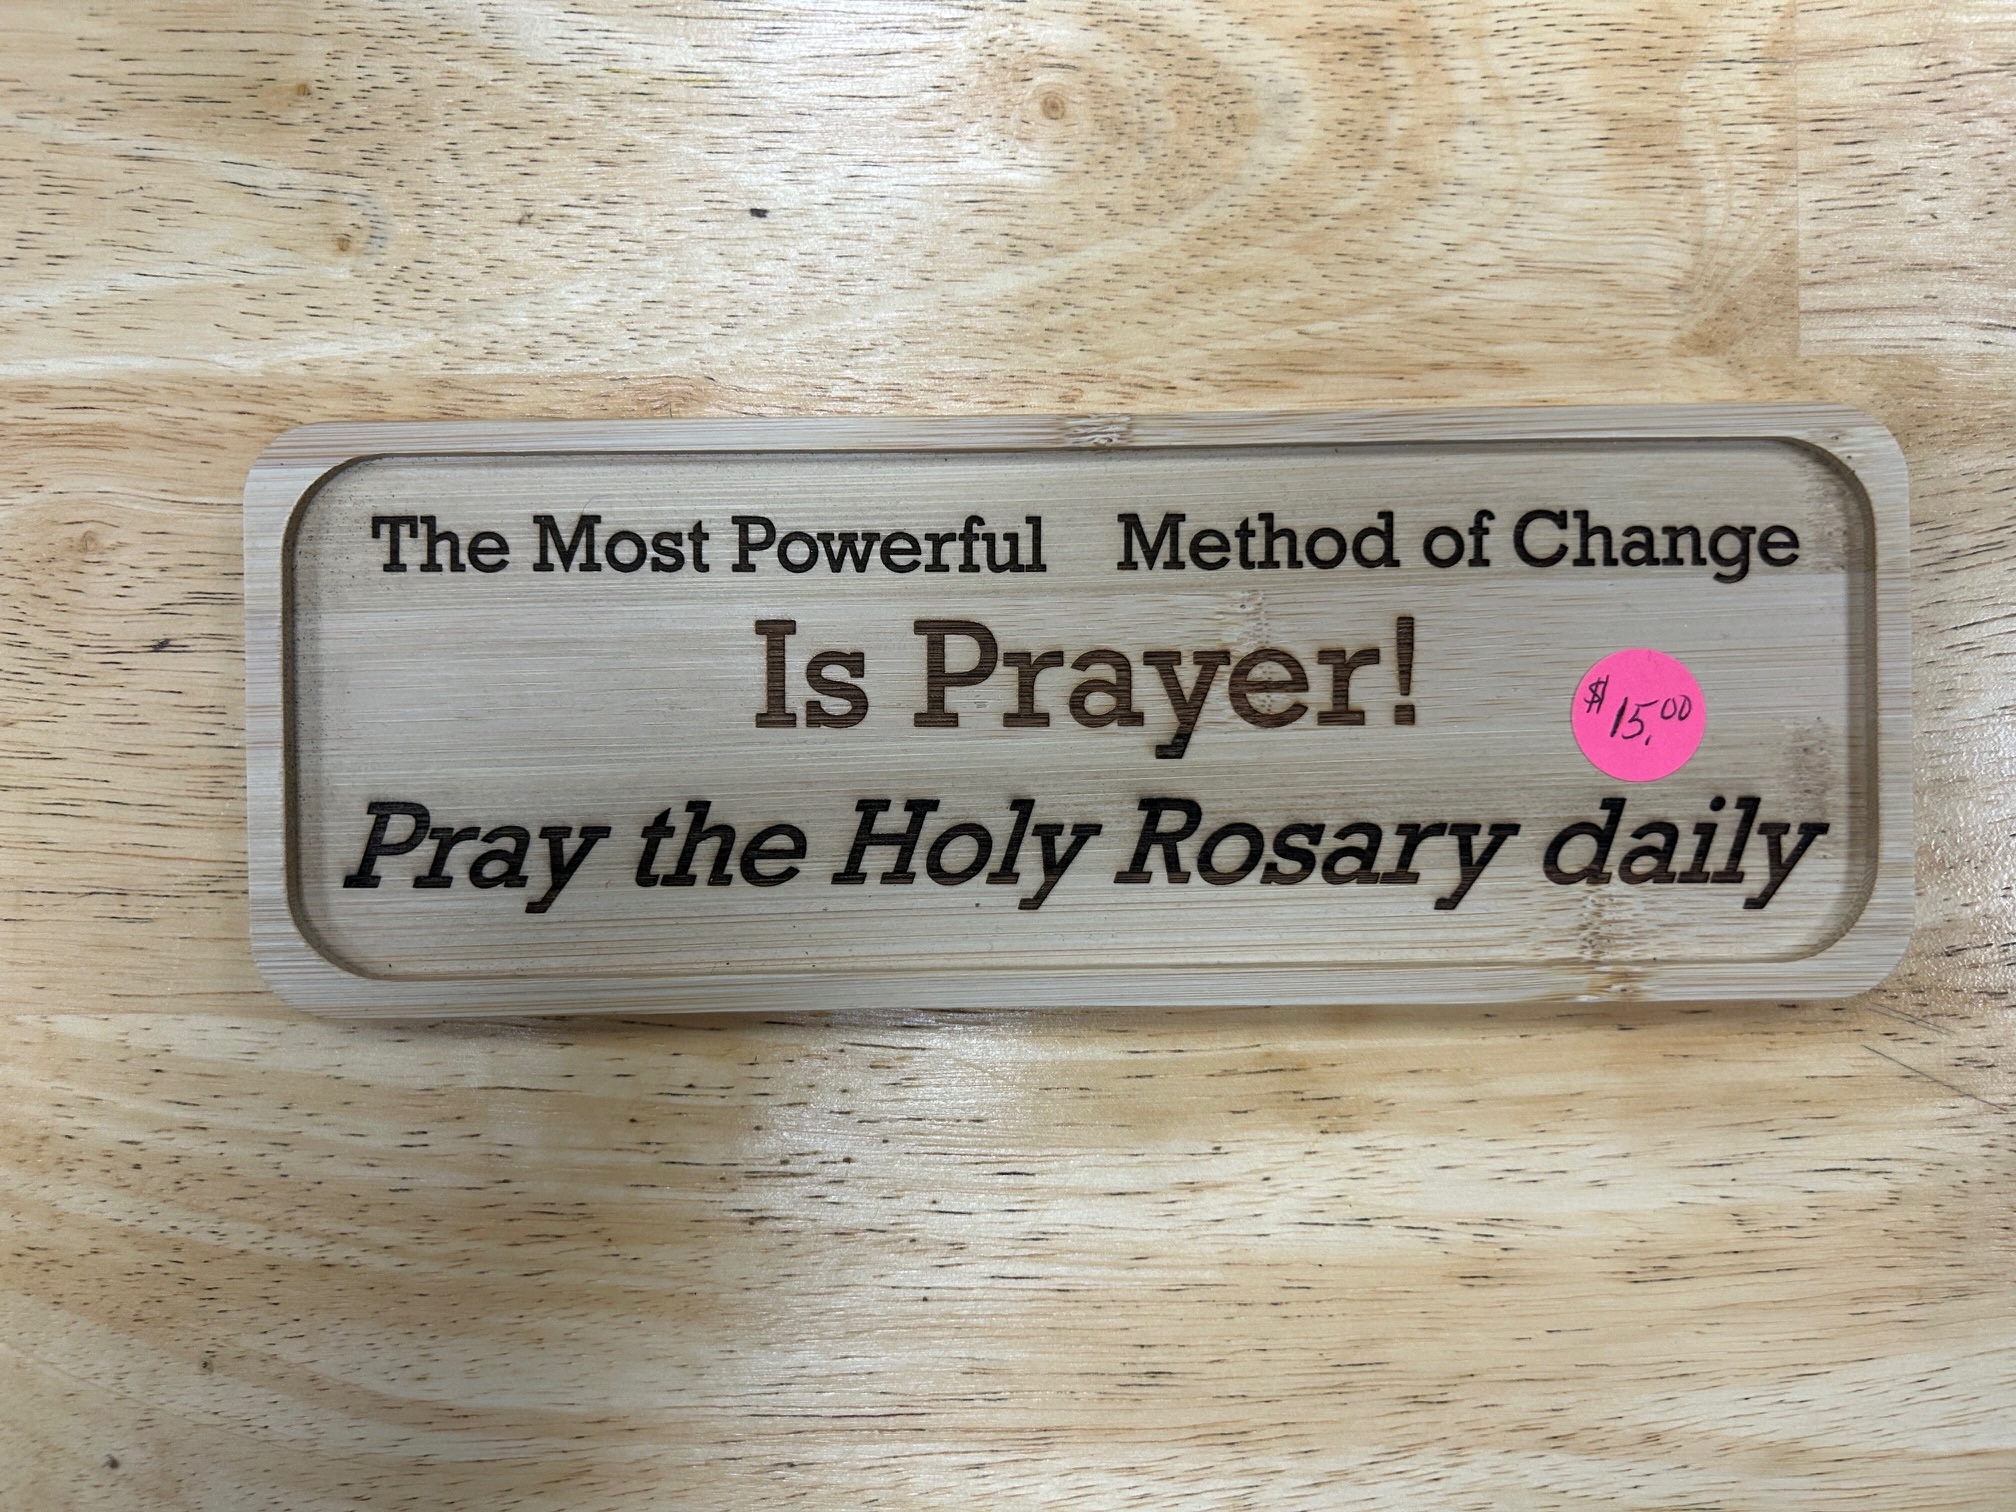 The Most Powerful Method of Change
Is Prayer!
$15.00
Pray the Holy Rosary daily